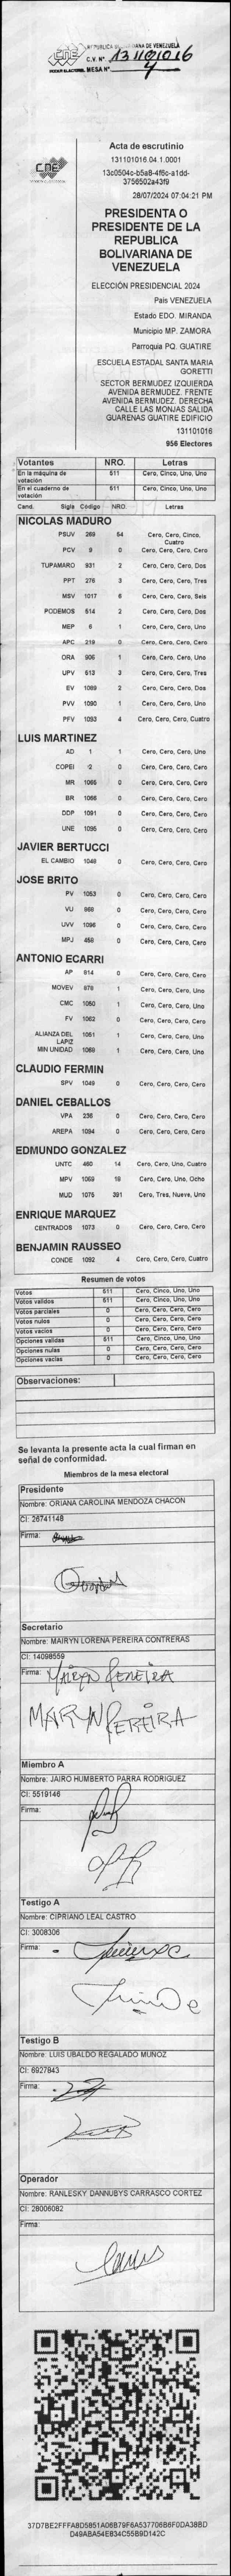 CNE
PODER ELECTORAL
REPUBLICA BOLIVARIANA DE VENEZUELA
C.V. N° 131101016
MESA N° 4
CNE
Acta de escrutinio
131101016.04.1.0001
13c0504c-b5a9-4f6c-a1dd-
3756502a43f9
28/07/2024 07:04:21 PM
PRESIDENTA O
PRESIDENTE DE LA
REPUBLICA
BOLIVARIANA DE
VENEZUELA
ELECCIÓN PRESIDENCIAL 2024
Pais VENEZUELA
Estado EDO. MIRANDA
Municipio MP. ZAMORA
Parroquia PQ. GUATIRE
ESCUELA ESTADAL SANTA MARIA
GORETTI
SECTOR BERMUDEZ IZQUIERDA
AVENIDA BERMUDEZ. FRENTE
AVENIDA BERMUDEZ. DERECHA
CALLE LAS MONJAS SALIDA
GUARENAS GUATIRE EDIFICIO
131101016
956 Electores
Votantes NRO. Letras
En la máquina de votación 511 Cero, Cinco, Uno, Uno
En el cuaderno de votación 511 Cero, Cinco, Uno, Uno
Cand. Sigla Código NRO. Letras
NICOLAS MADURO
PSUV 269 54 Cero, Cero, Cinco, Cuatro
PCV 9 0 Cero, Cero, Cero, Cero
TUPAMARO 931 2 Cero, Cero, Cero, Dos
PPT 276 3 Cero, Cero, Cero, Tres
MSV 1017 6 Cero, Cero, Cero, Seis
PODEMOS 514 2 Cero, Cero, Cero, Dos
MEP 6 1 Cero, Cero, Cero, Uno
APC 219 0 Cero, Cero, Cero, Cero
ORA 906 1 Cero, Cero, Cero, Uno
UPV 513 3 Cero, Cero, Cero, Tres
EV 1089 2 Cero, Cero, Cero, Dos
PVV 1090 1 Cero, Cero, Cero, Uno
PFV 1093 4 Cero, Cero, Cero, Cuatro
LUIS MARTINEZ
AD 1 1 Cero, Cero, Cero, Uno
COPEI 2 0 Cero, Cero, Cero, Cero
MR 1065 0 Cero, Cero, Cero, Cero
BR 1066 0 Cero, Cero, Cero, Cero
DDP 1091 0 Cero, Cero, Cero, Cero
UNE 1095 0 Cero, Cero, Cero, Cero
JAVIER BERTUCCI
EL CAMBIO 1048 0 Cero, Cero, Cero, Cero
JOSE BRITO
PV 1053 0 Cero, Cero, Cero, Cero
VU 968 0 Cero, Cero, Cero, Cero
UVV 1096 0 Cero, Cero, Cero, Cero
MPJ 458 0 Cero, Cero, Cero, Cero
ANTONIO ECARRI
AP 814 0 Cero, Cero, Cero, Cero
MOVEV 970 1 Cero, Cero, Cero, Uno
CMC 1050 1 Cero, Cero, Cero, Uno
FV 1062 0 Cero, Cero, Cero, Cero
ALIANZA DEL LAPIZ 1051 1 Cero, Cero, Cero, Uno
MIN UNIDAD 1068 1 Cero, Cero, Cero, Uno
CLAUDIO FERMIN
SPV 1049 0 Cero, Cero, Cero, Cero
DANIEL CEBALLOS
VPA 236 0 Cero, Cero, Cero, Cero
AREPA 1094 0 Cero, Cero, Cero, Cero
EDMUNDO GONZALEZ
UNTC 460 14 Cero, Cero, Uno, Cuatro
MPV 1069 18 Cero, Cero, Uno, Ocho
MUD 1075 391 Cero, Tres, Nueve, Uno
ENRIQUE MARQUEZ
CENTRADOS 1073 0 Cero, Cero, Cero, Cero
BENJAMIN RAUSSEO
CONDE 1092 4 Cero, Cero, Cero, Cuatro
Resumen de votos
Votos 511 Cero, Cinco, Uno, Uno
Votos validos 511 Cero, Cinco, Uno, Uno
Votos parciales 0 Cero, Cero, Cero, Cero
Votos nulos 0 Cero, Cero, Cero, Cero
Votos vacios 0 Cero, Cero, Cero, Cero
Opciones validas 511 Cero, Cinco, Uno, Uno
Opciones nulas 0 Cero, Cero, Cero, Cero
Opciones vacias 0 Cero, Cero, Cero, Cero
Observaciones:
Se levanta la presente acta la cual firman en
señal de conformidad.
Miembros de la mesa electoral
Presidente
Nombre: ORIANA CAROLINA MENDOZA CHACON
CI: 26741148
Firma:
Secretario
Nombre: MAIRYN LORENA PEREIRA CONTRERAS
CI: 14098559
Firma: MAIRYN PEREIRA
MAIRYN PEREIRA
Miembro A
Nombre: JAIRO HUMBERTO PARRA RODRIGUEZ
CI: 5519146
Firma:
Testigo A
Nombre: CIPRIANO LEAL CASTRO
CI: 3008306
Firma:
Testigo B
Nombre: LUIS UBALDO REGALADO MUÑOZ
CI: 6927843
Firma:
Operador
Nombre: RANLESKY DANNUBYS CARRASCO CORTEZ
CI: 28006082
Firma:
37D7BE2FFFA8D5851A06B79F6A537706B6F0DA38BD
D49ABA54EB34C55B9D142C